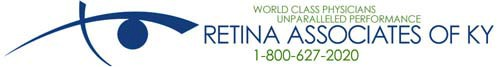 WORLD CLASS PHYSICIANS
UNPARALLELED PERFORMANCE
RETINA ASSOCIATES OF KY
1-800-627-2020